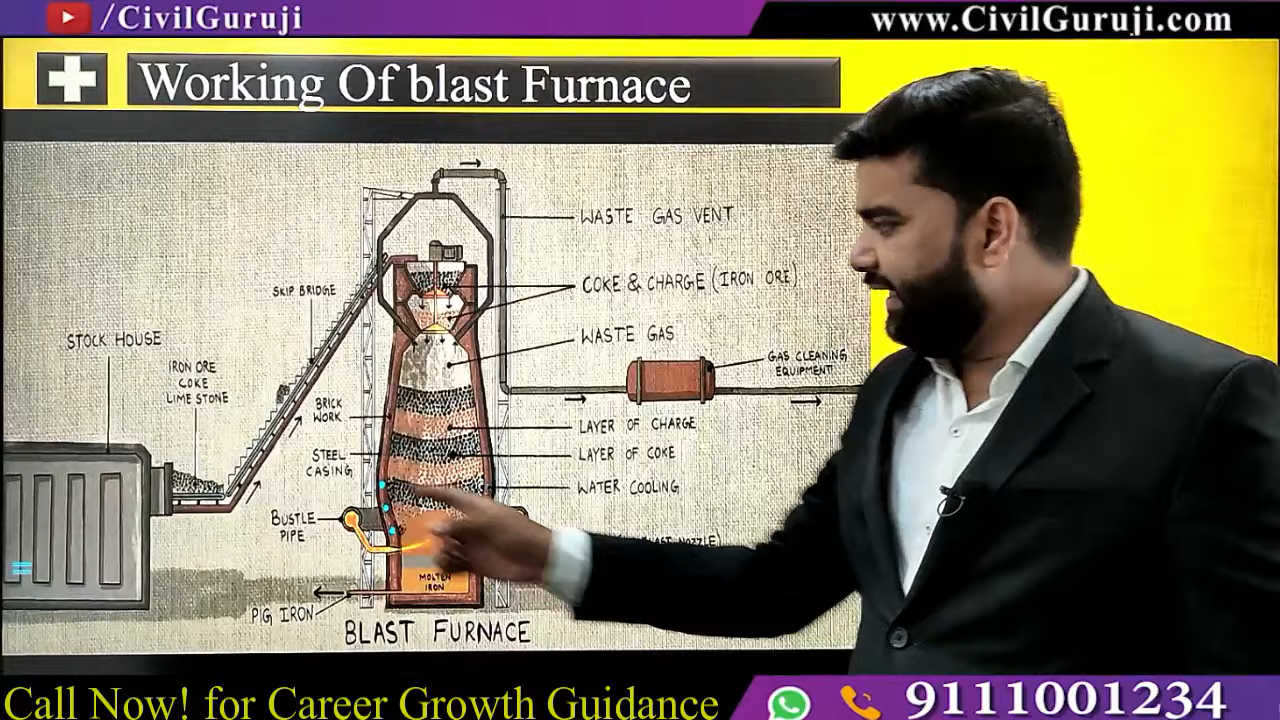 /CivilGuruji
www.CivilGuruji.com
Working Of blast Furnace
WASTE GAS VENT
COKE & CHARGE (IRON ORE)
SKIP BRIDGE
WASTE GAS
STOCK HOUSE
GAS CLEANING
EQUIPMENT
IRON ORE
COKE
LIME STONE
BRICK
WORK
LAYER OF CHARGE
STEEL
CASING
LAYER OF COKE
WATER COOLING
BUSTLE
PIPE
NOZZLE)
MOLTEN
IRON
PIG IRON
BLAST FURNACE
Call Now! for Career Growth Guidance
9111001234